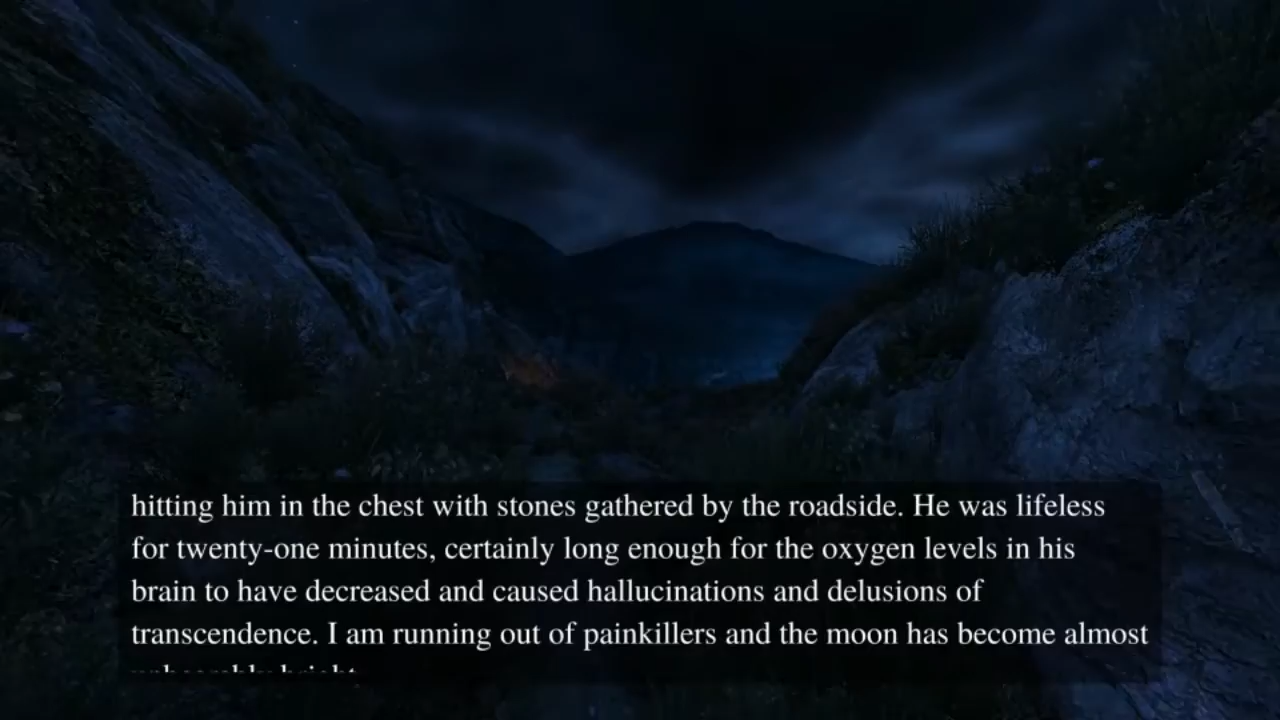 hitting him in the chest with stones gathered by the roadside. He was lifeless
for twenty-one minutes, certainly long enough for the oxygen levels in his
brain to have decreased and caused hallucinations and delusions of
transcendence. I am running out of painkillers and the moon has become almost
unbearably bright